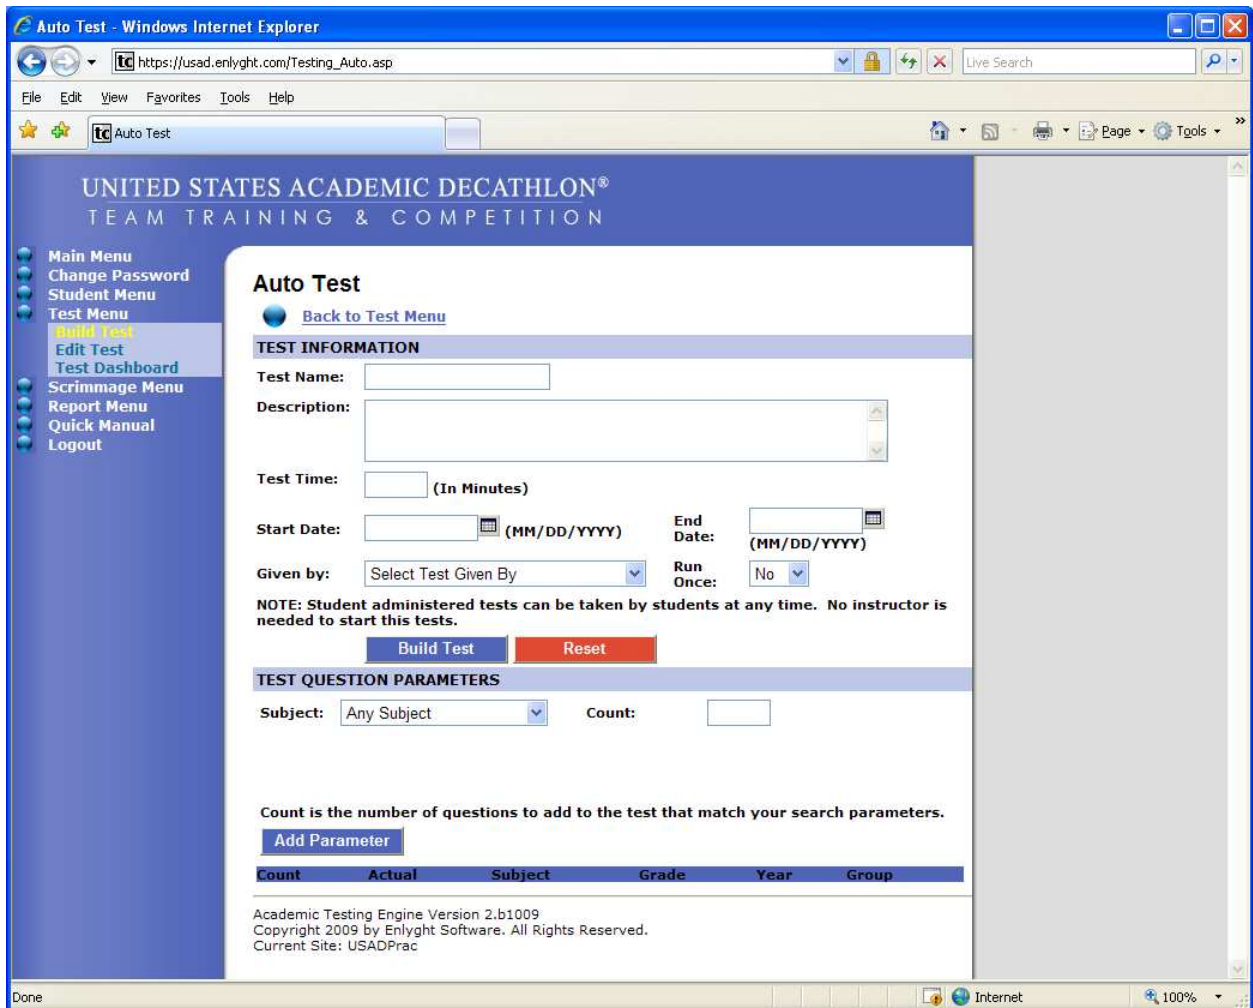 Auto Test - Windows Internet Explorer
tc https://usad.enlyght.com/Testing_Auto.asp Live Search
File Edit View Favorites Tools Help
tc Auto Test Page Tools »
UNITED STATES ACADEMIC DECATHLON®
TEAM TRAINING & COMPETITION
Main Menu
Change Password
Student Menu
Test Menu
Build Test
Edit Test
Test Dashboard
Scrimmage Menu
Report Menu
Quick Manual
Logout
Auto Test
Back to Test Menu
TEST INFORMATION
Test Name:
Description:
Test Time: (In Minutes)
Start Date: (MM/DD/YYYY) End Date: (MM/DD/YYYY)
Given by: Select Test Given By Run Once: No
NOTE: Student administered tests can be taken by students at any time. No instructor is
needed to start this tests.
Build Test Reset
TEST QUESTION PARAMETERS
Subject: Any Subject Count:
Count is the number of questions to add to the test that match your search parameters.
Add Parameter
Count Actual Subject Grade Year Group
Academic Testing Engine Version 2.b1009
Copyright 2009 by Enlyght Software. All Rights Reserved.
Current Site: USADPrac
Done Internet 100%